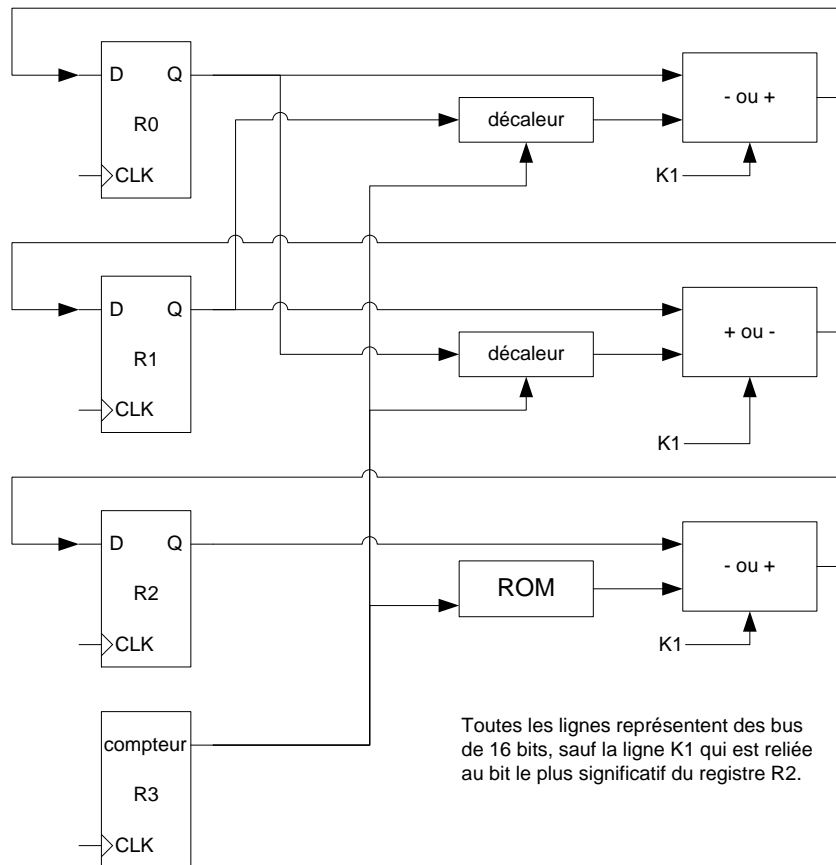 D Q
- ou +
R0
décaleur
CLK
K1
D Q
+ ou -
R1
décaleur
CLK
K1
D Q
- ou +
R2
ROM
CLK
K1
compteur
R3
CLK
Toutes les lignes représentent des bus
de 16 bits, sauf la ligne K1 qui est reliée
au bit le plus significatif du registre R2.